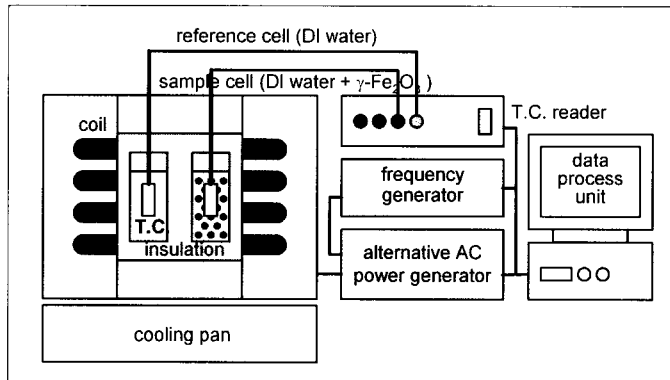 reference cell (DI water)
sample cell (DI water + γ-Fe₂O₃)
coil
T.C. reader
data
process
unit
frequency
generator
T.C
insulation
alternative AC
power generator
cooling pan